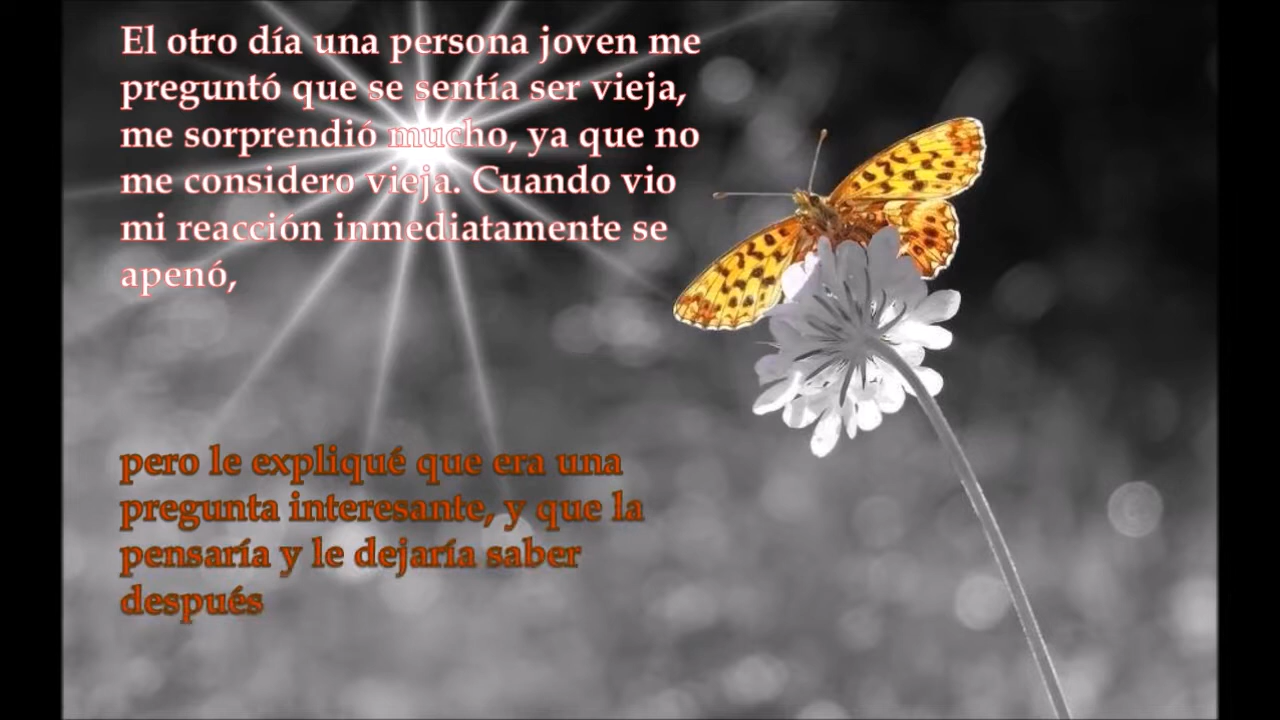 El otro día una persona joven me
preguntó que se sentía ser vieja,
me sorprendió mucho, ya que no
me considero vieja. Cuando vio
mi reacción inmediatamente se
apenó,
pero le expliqué que era una
pregunta interesante, y que la
pensaría y le dejaría saber
después